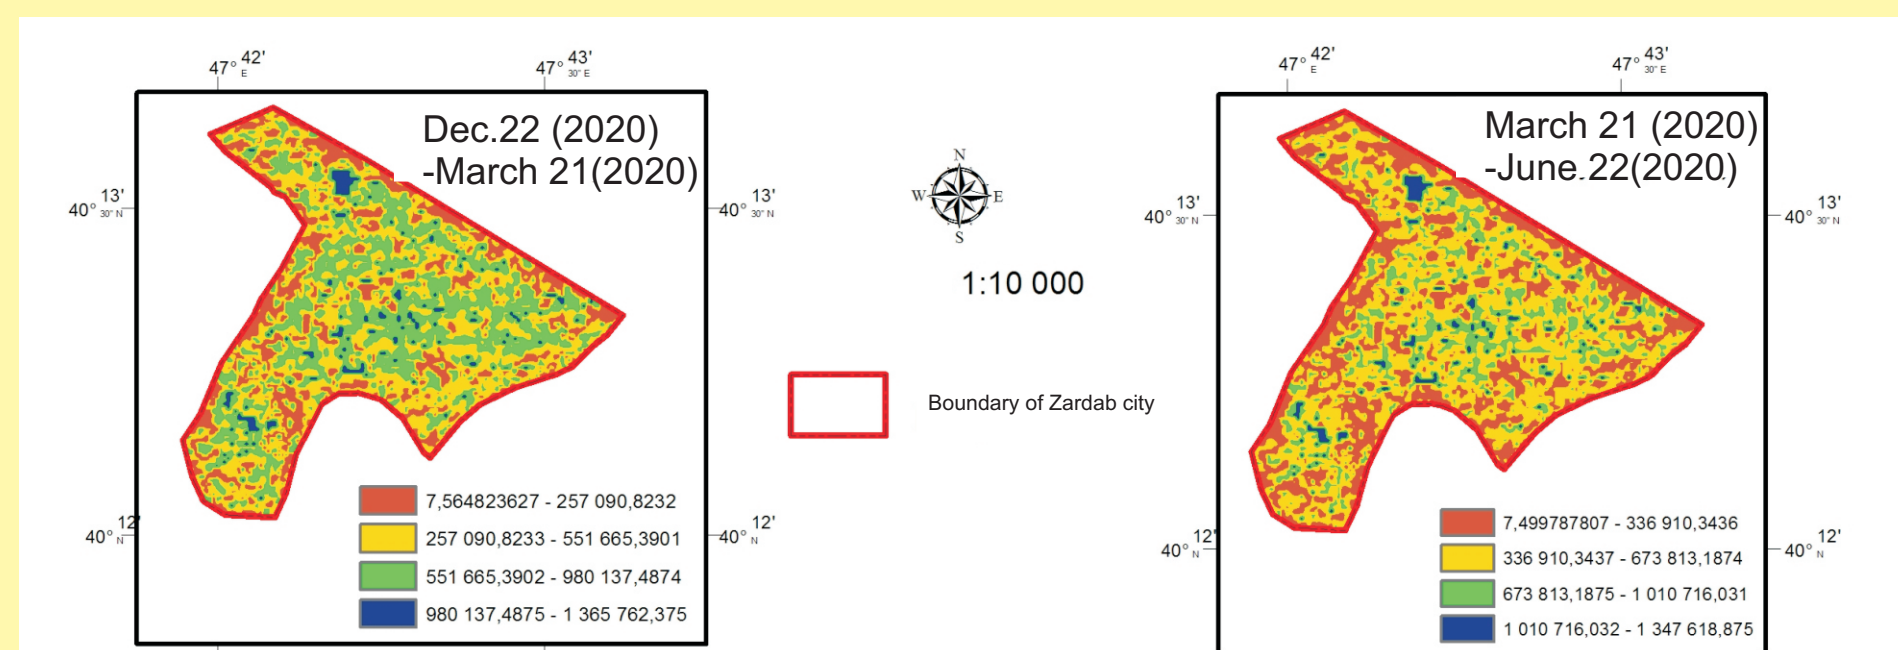 47° 42' E
47° 43' 30" E
Dec.22 (2020)
-March 21(2020)
40° 13' 30" N
40° 13' 30" N
7,564823627 - 257 090,8232
257 090,8233 - 551 665,3901
551 665,3902 - 980 137,4874
980 137,4875 - 1 365 762,375
40° 12' N
40° 12' N
N
W
E
S
1:10 000
Boundary of Zardab city
47° 42' E
47° 43' 30" E
March 21 (2020)
-June.22(2020)
40° 13' 30" N
40° 13' 30" N
7,499787807 - 336 910,3436
336 910,3437 - 673 813,1874
673 813,1875 - 1 010 716,031
1 010 716,032 - 1 347 618,875
40° 12' N
40° 12' N